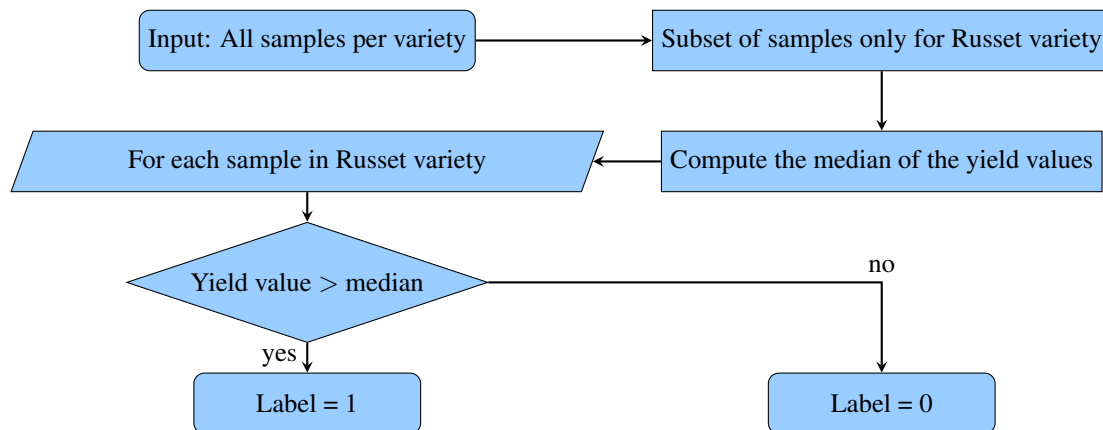 Input: All samples per variety
Subset of samples only for Russet variety
For each sample in Russet variety
Compute the median of the yield values
Yield value > median
no
yes
Label = 1
Label = 0